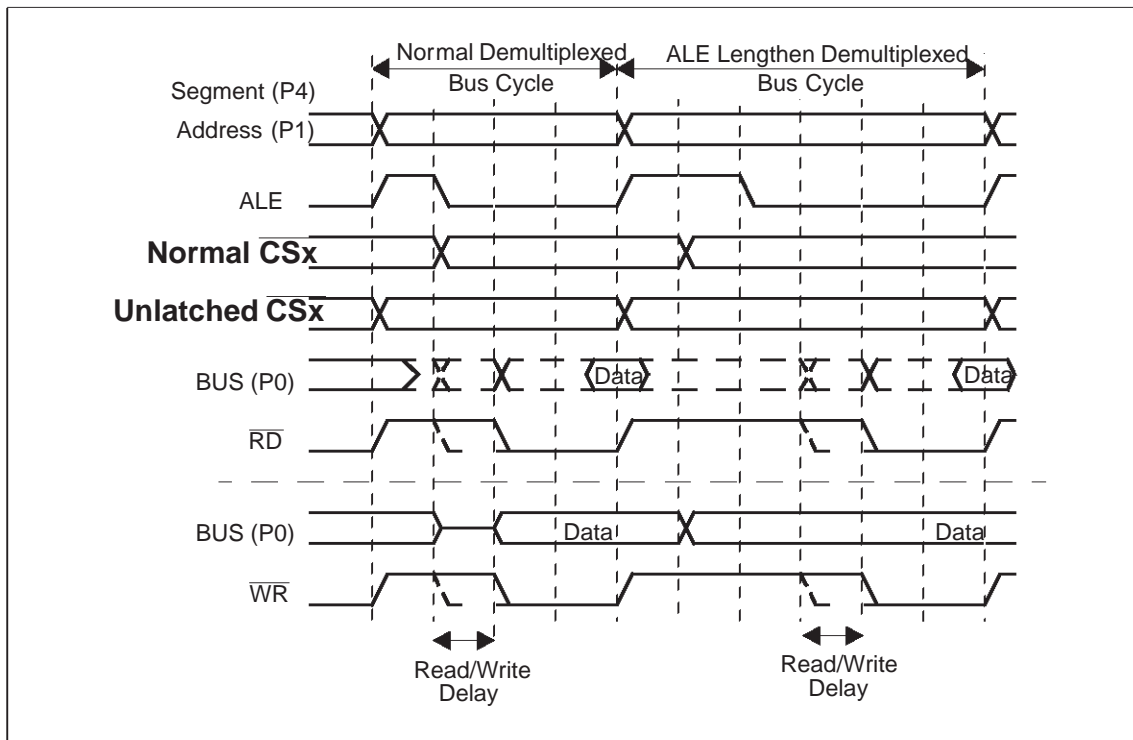 Normal Demultiplexed
Bus Cycle
ALE Lengthen Demultiplexed
Bus Cycle
Segment (P4)
Address (P1)
ALE
Normal CSx
Unlatched CSx
BUS (P0)
Data
Data
RD
BUS (P0)
Data
Data
WR
Read/Write
Delay
Read/Write
Delay